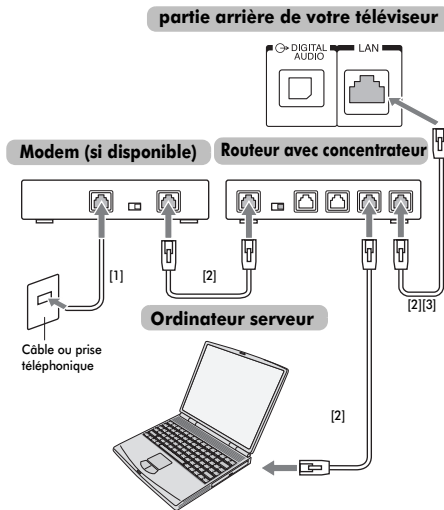 partie arrière de votre téléviseur
DIGITAL
AUDIO
LAN
Modem (si disponible)
Routeur avec concentrateur
[1]
[2]
[2][3]
Câble ou prise
téléphonique
Ordinateur serveur
[2]